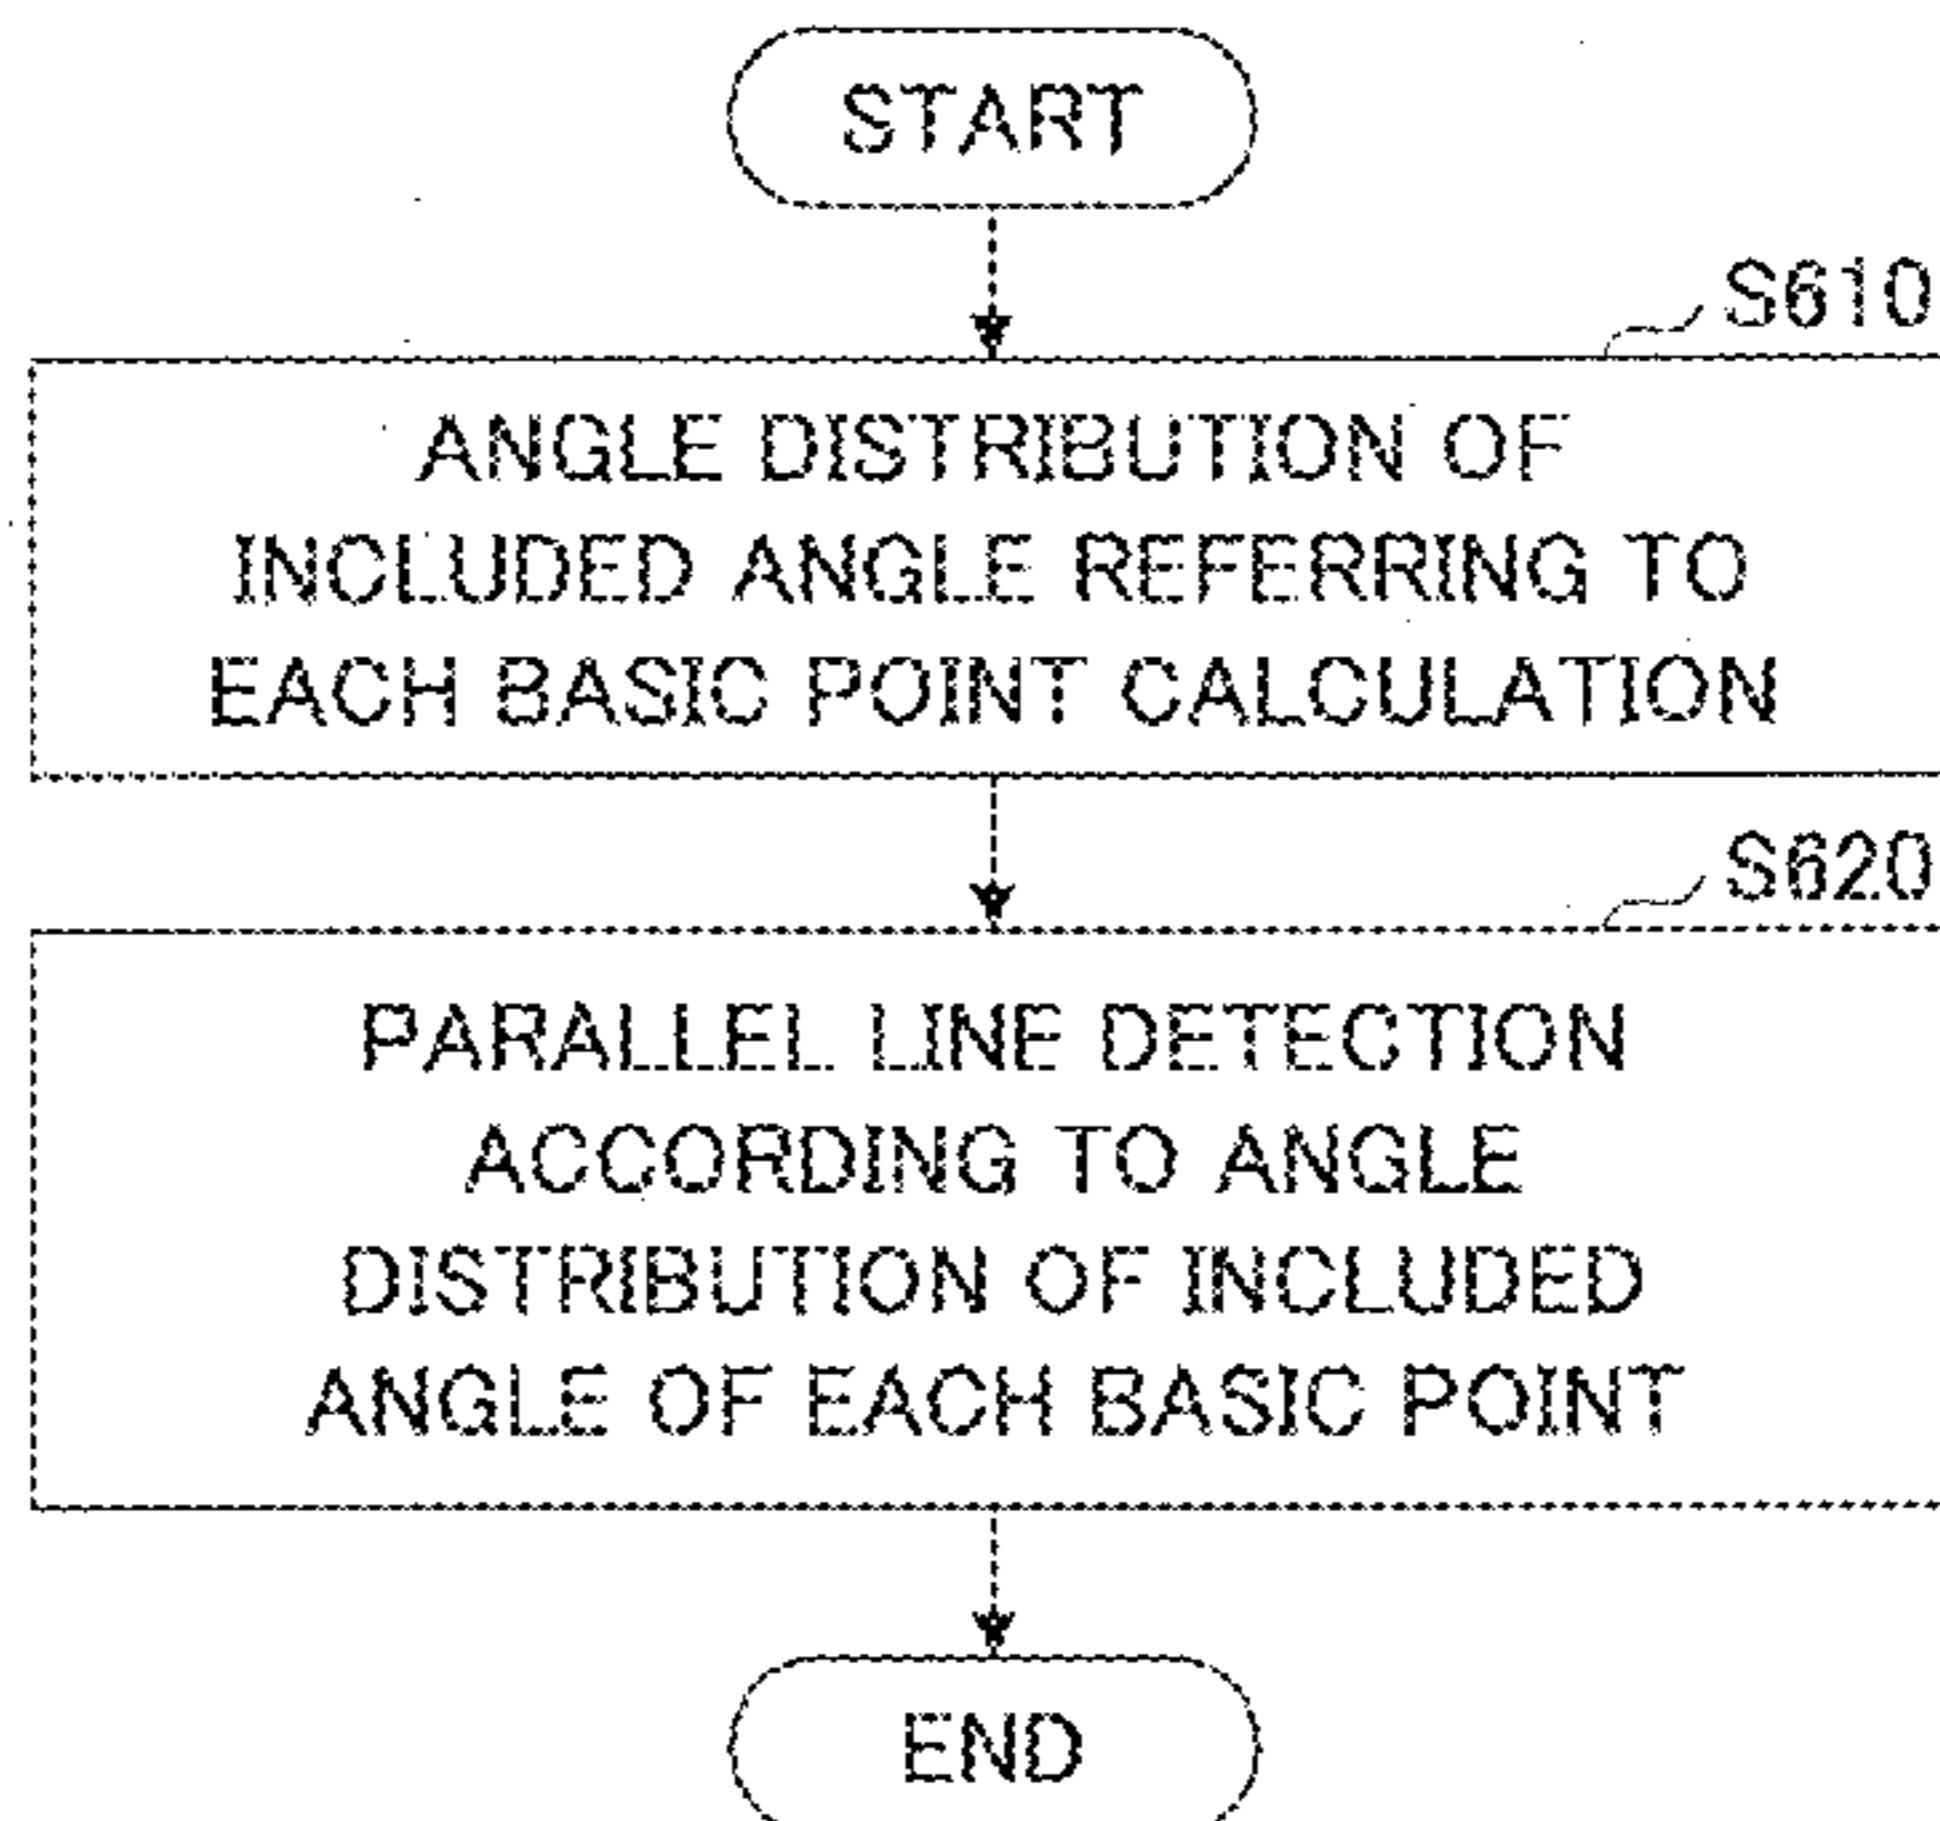 START
S610
ANGLE DISTRIBUTION OF
INCLUDED ANGLE REFERRING TO
EACH BASIC POINT CALCULATION
S620
PARALLEL LINE DETECTION
ACCORDING TO ANGLE
DISTRIBUTION OF INCLUDED
ANGLE OF EACH BASIC POINT
END